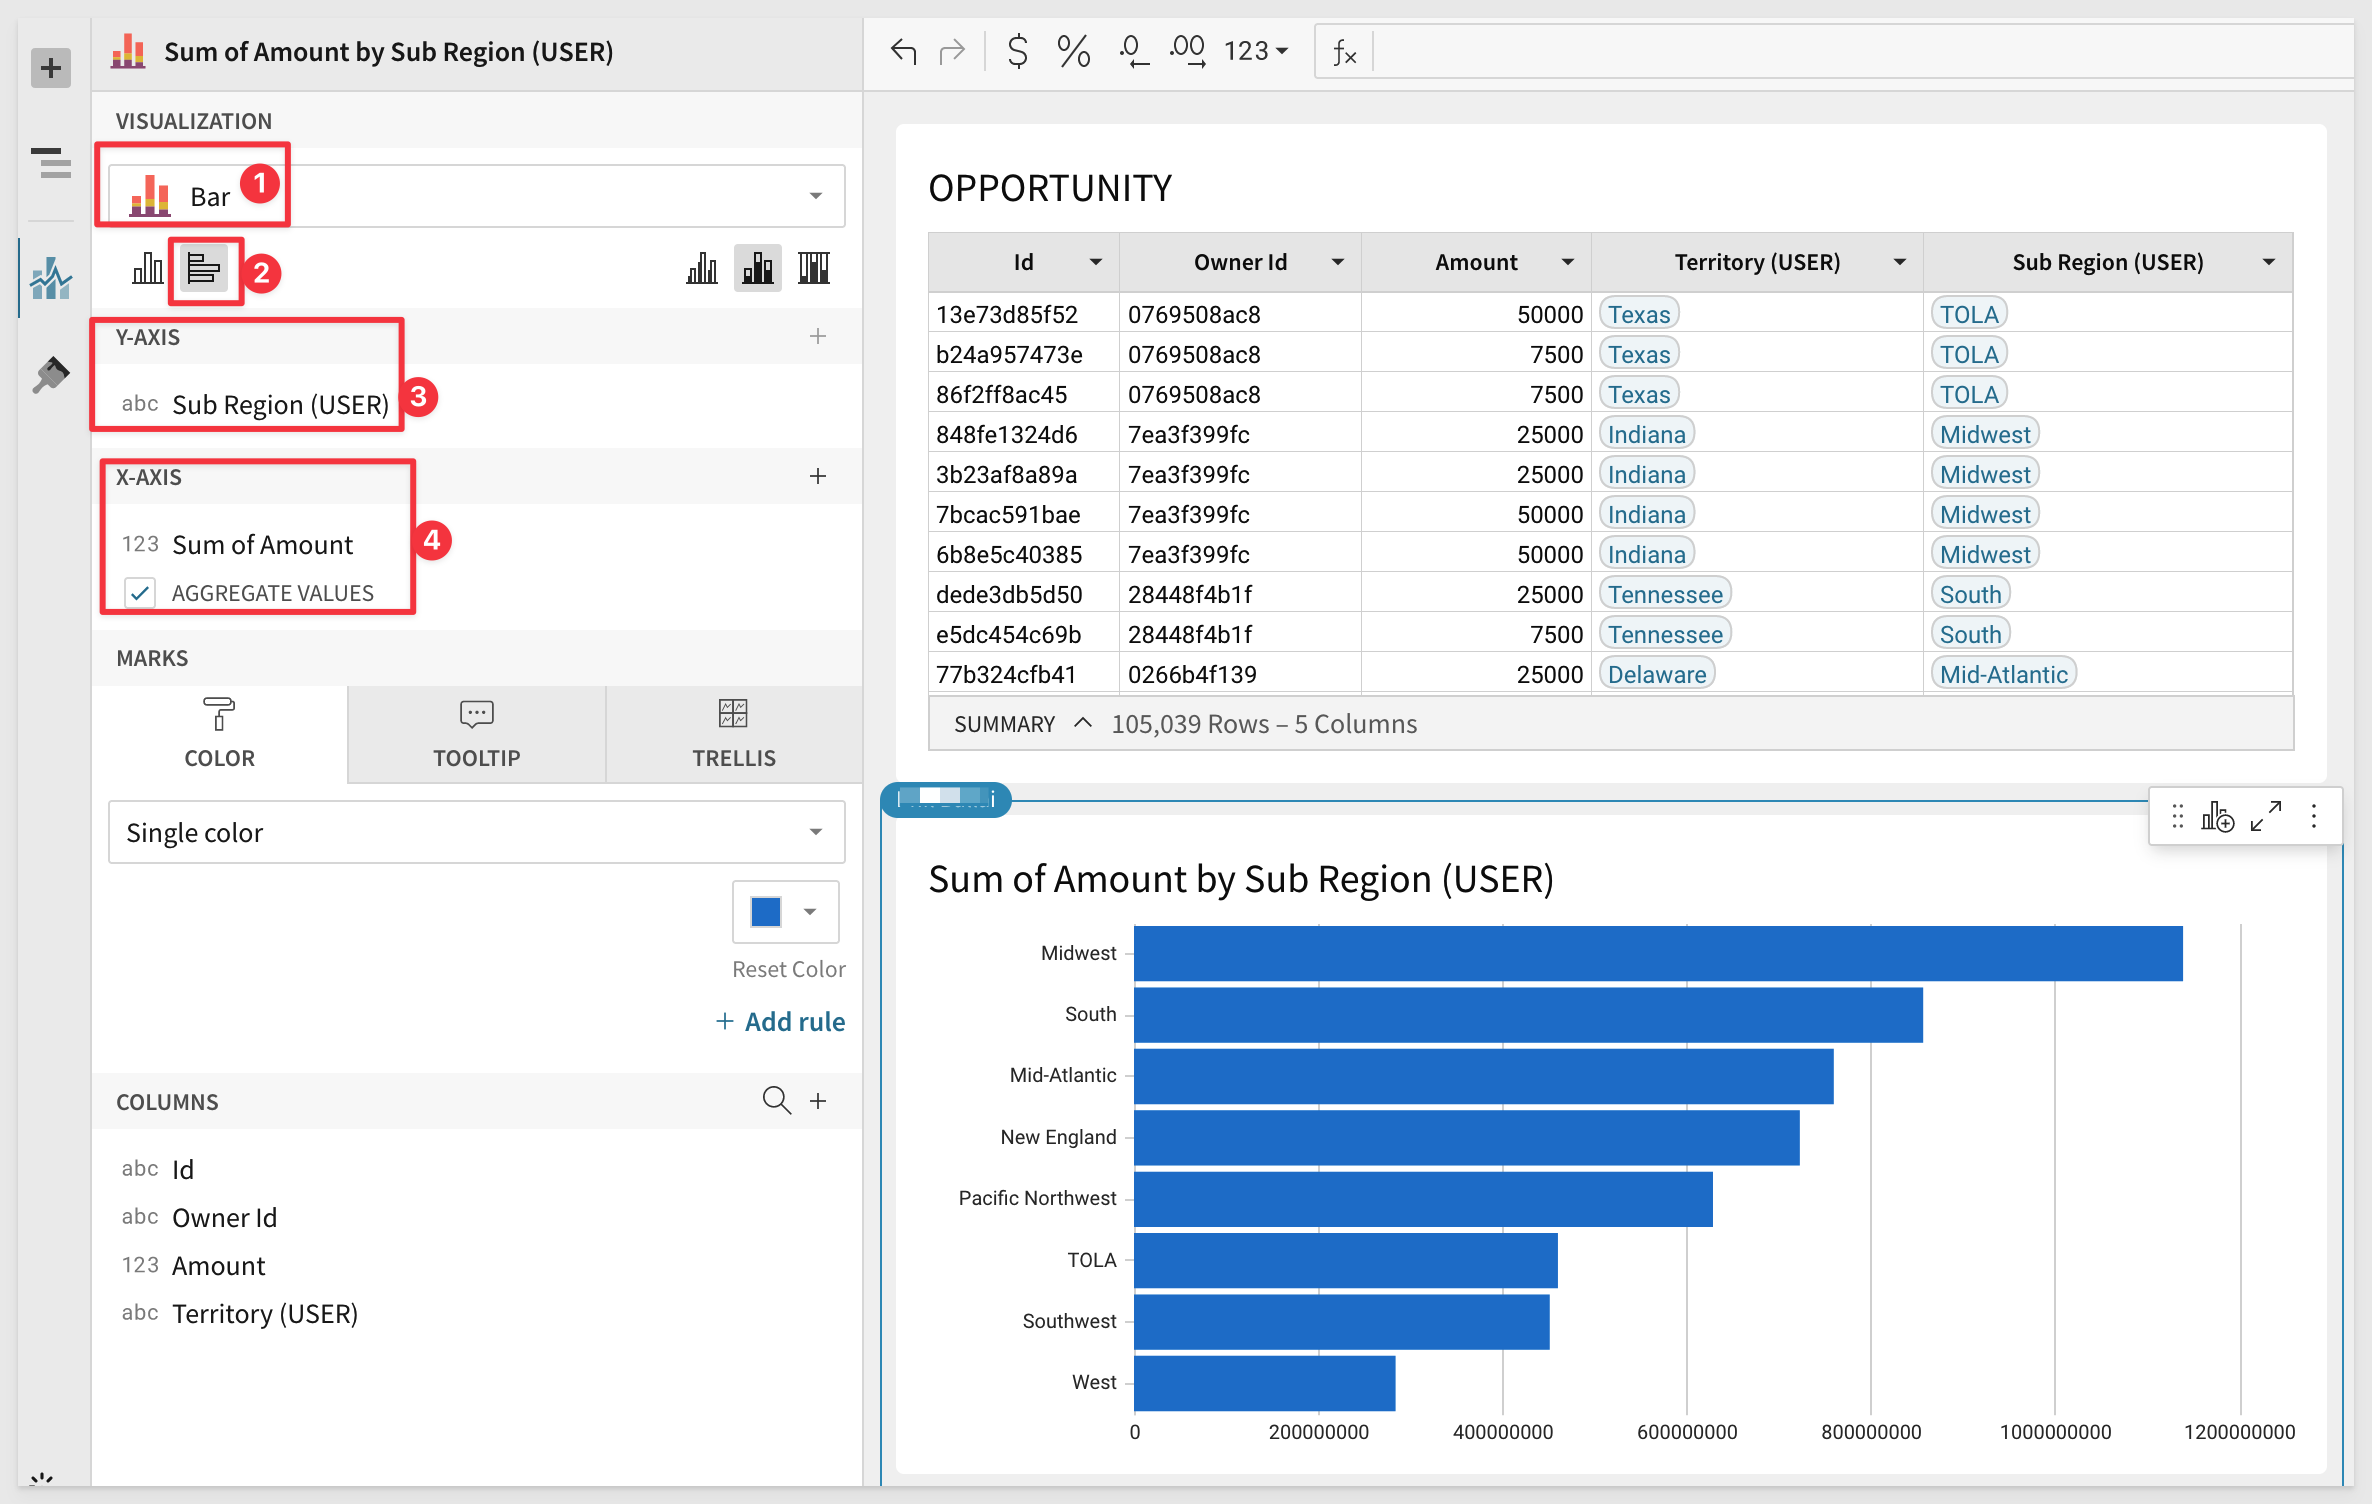 Sum of Amount by Sub Region (USER)
VISUALIZATION
Bar
1
2
Y-AXIS
abc Sub Region (USER)
3
X-AXIS
123 Sum of Amount
4
AGGREGATE VALUES
MARKS
COLOR
TOOLTIP
TRELLIS
Single color
Reset Color
+ Add rule
COLUMNS
abc Id
abc Owner Id
123 Amount
abc Territory (USER)
$ % .0 .00 123
fx
OPPORTUNITY
Id Owner Id Amount Territory (USER) Sub Region (USER)
13e73d85f52 0769508ac8 50000 Texas TOLA
b24a957473e 0769508ac8 7500 Texas TOLA
86f2ff8ac45 0769508ac8 7500 Texas TOLA
848fe1324d6 7ea3f399fc 25000 Indiana Midwest
3b23af8a89a 7ea3f399fc 25000 Indiana Midwest
7bcac591bae 7ea3f399fc 50000 Indiana Midwest
6b8e5c40385 7ea3f399fc 50000 Indiana Midwest
dede3db5d50 28448f4b1f 25000 Tennessee South
e5dc454c69b 28448f4b1f 7500 Tennessee South
77b324cfb41 0266b4f139 25000 Delaware Mid-Atlantic
SUMMARY 105,039 Rows – 5 Columns
Sum of Amount by Sub Region (USER)
Midwest
South
Mid-Atlantic
New England
Pacific Northwest
TOLA
Southwest
West
0 200000000 400000000 600000000 800000000 1000000000 1200000000